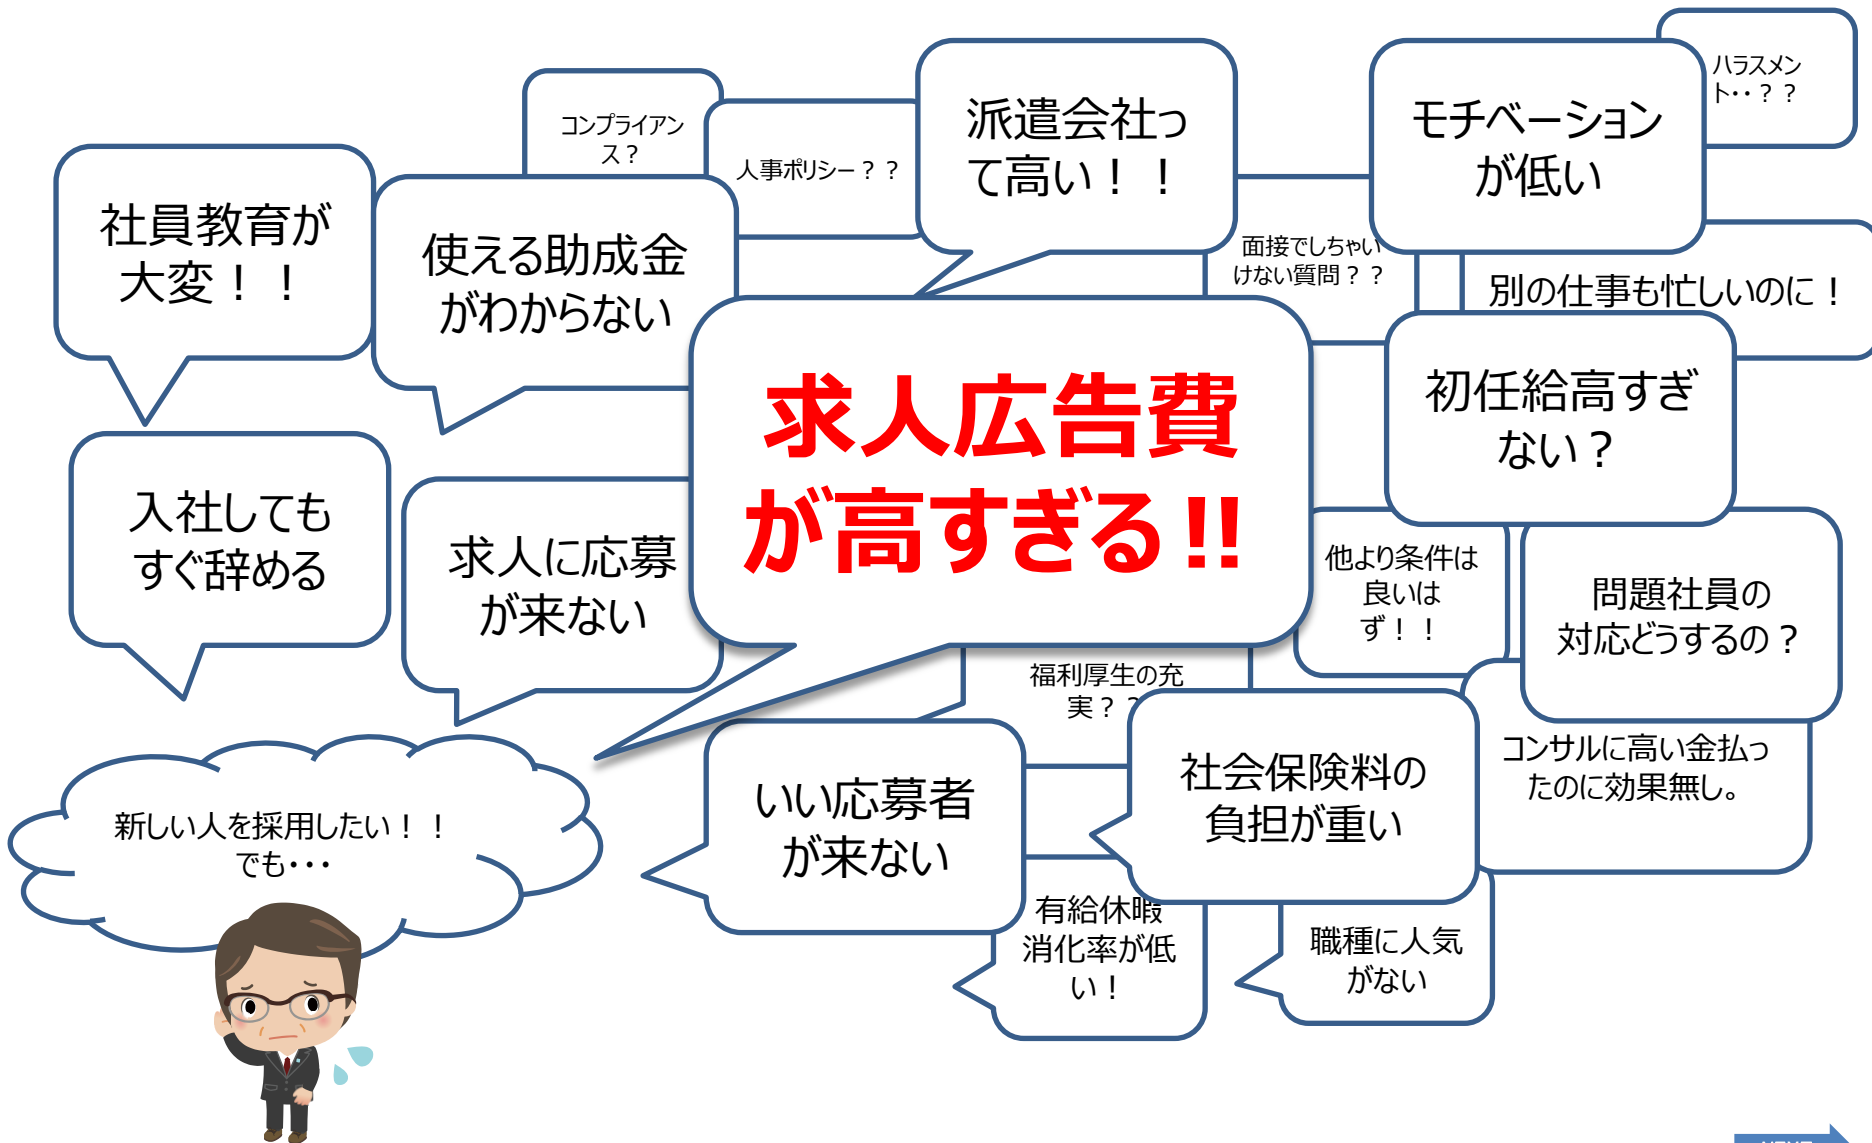 ハラスメン
ト・・？？
コンプライアン
ス？
人事ポリシー？？
派遣会社っ
て高い！！
モチベーション
が低い
社員教育が
大変！！
使える助成金
がわからない
面接でしちゃい
けない質問？？
別の仕事も忙しいのに！
求人広告費
が高すぎる!!
初任給高すぎ
ない？
入社しても
すぐ辞める
求人に応募
が来ない
他より条件は
良いは
ず！！
問題社員の
対応どうするの？
福利厚生の充
実？？
いい応募者
が来ない
社会保険料の
負担が重い
コンサルに高い金払っ
たのに効果無し。
新しい人を採用したい！！
でも・・・
有給休暇
消化率が低
い！
職種に人気
がない